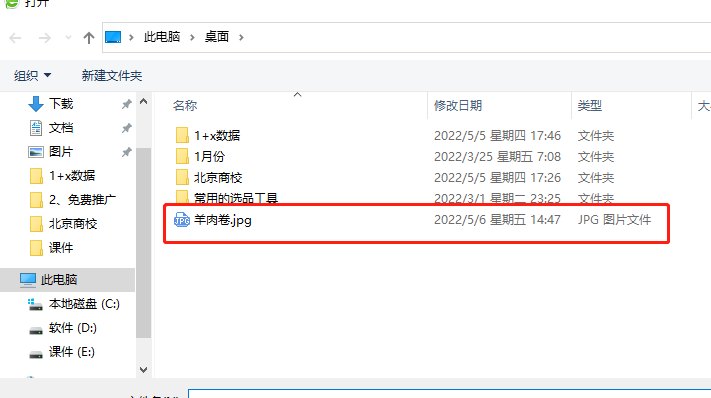 打开
此电脑 › 桌面 ›
组织 新建文件夹
下载
文档
图片
1+x数据
2、免费推广
北京商校
课件
此电脑
本地磁盘 (C:)
软件 (D:)
课件 (E:)
名称 修改日期 类型 大
1+x数据 2022/5/5 星期四 17:46 文件夹
1月份 2022/3/25 星期五 7:08 文件夹
北京商校 2022/5/5 星期四 17:26 文件夹
常用的选品工具 2022/3/1 星期二 23:25 文件夹
JPG 羊肉卷.jpg 2022/5/6 星期五 14:47 JPG 图片文件